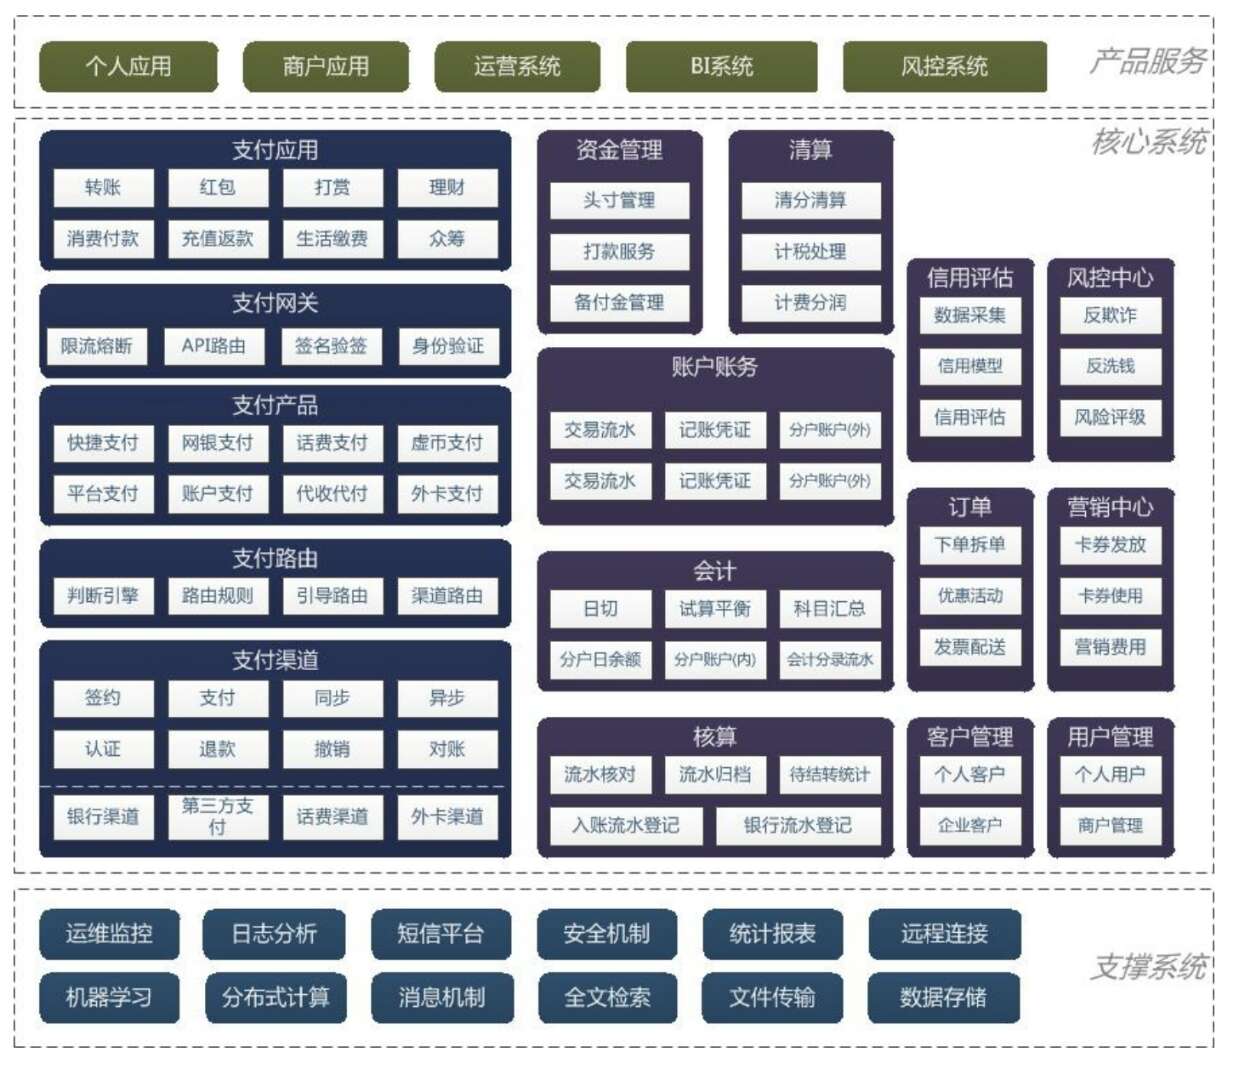 个人应用
商户应用
运营系统
BI系统
风控系统
产品服务
核心系统
支付应用
转账
红包
打赏
理财
消费付款
充值返款
生活缴费
众筹
支付网关
限流熔断
API路由
签名验签
身份验证
支付产品
快捷支付
网银支付
话费支付
虚币支付
平台支付
账户支付
代收代付
外卡支付
支付路由
判断引擎
路由规则
引导路由
渠道路由
支付渠道
签约
支付
同步
异步
认证
退款
撤销
对账
银行渠道
第三方支
付
话费渠道
外卡渠道
资金管理
头寸管理
打款服务
备付金管理
清算
清分清算
计税处理
计费分润
账户账务
交易流水
记账凭证
分户账户(外)
交易流水
记账凭证
分户账户(外)
会计
日切
试算平衡
科目汇总
分户日余额
分户账户(内)
会计分录流水
核算
流水核对
流水归档
待结转统计
入账流水登记
银行流水登记
信用评估
数据采集
信用模型
信用评估
风控中心
反欺诈
反洗钱
风险评级
订单
下单拆单
优惠活动
发票配送
营销中心
卡券发放
卡券使用
营销费用
客户管理
个人客户
企业客户
用户管理
个人用户
商户管理
运维监控
日志分析
短信平台
安全机制
统计报表
远程连接
支撑系统
机器学习
分布式计算
消息机制
全文检索
文件传输
数据存储